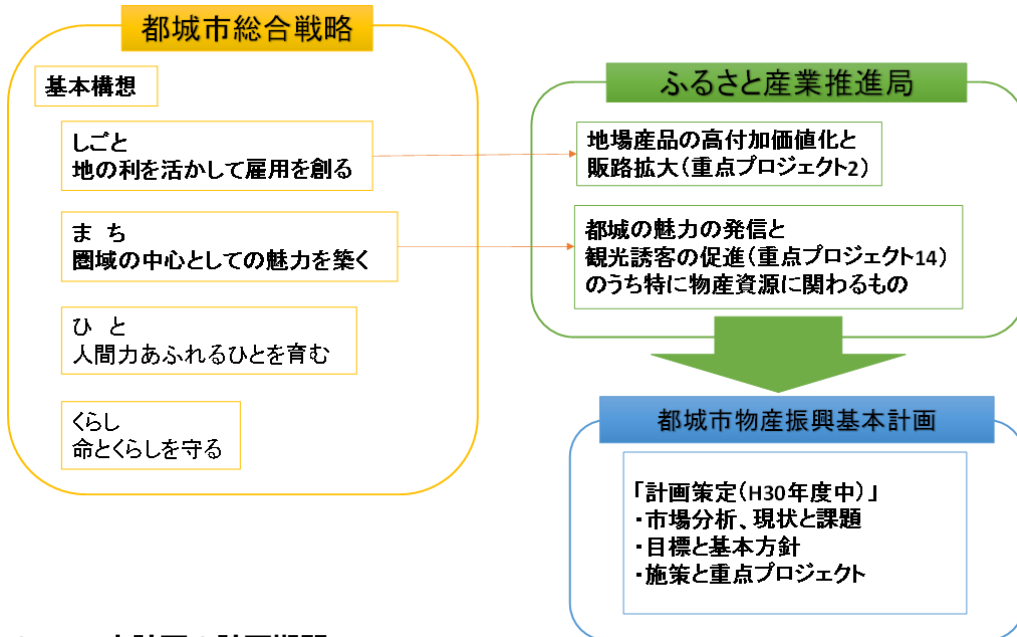 都城市総合戦略
基本構想
しごと
地の利を活かして雇用を創る
まち
圏域の中心としての魅力を築く
ひと
人間力あふれるひとを育む
くらし
命とくらしを守る
ふるさと産業推進局
地場産品の高付加価値化と
販路拡大(重点プロジェクト2)
都城の魅力の発信と
観光誘客の促進(重点プロジェクト14)
のうち特に物産資源に関わるもの
都城市物産振興基本計画
「計画策定(H30年度中)」
・市場分析、現状と課題
・目標と基本方針
・施策と重点プロジェクト